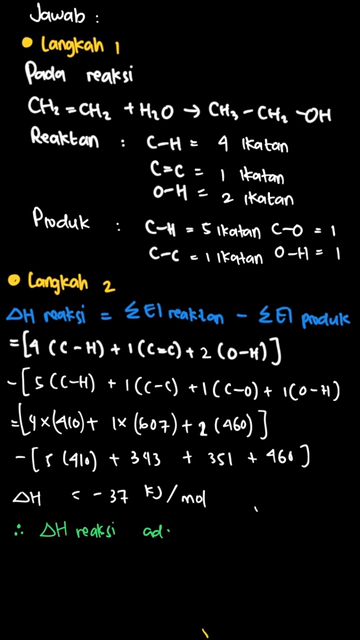 Jawab :
• Langkah 1
Pada reaksi
CH₂=CH₂ + H₂O → CH₃-CH₂-OH
Reaktan : C-H = 4 Ikatan
C=C = 1 Ikatan
O-H = 2 Ikatan
Produk : C-H = 5 Ikatan C-O = 1
C-C = 1 Ikatan O-H = 1
• Langkah 2
ΔH reaksi = ΣEI reaktan - ΣEI produk
=[4 (C-H) + 1(C=C) + 2 (O-H)]
-[5(C-H) + 1(C-C) + 1(C-O) + 1(O-H)
=[4×(410) + 1×(607) + 2(460)]
-[5 (410) + 343 + 351 + 460]
ΔH = -37 KJ/mol
∴ ΔH reaksi ad